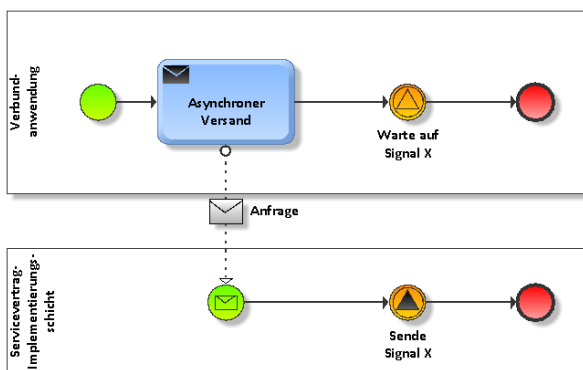 Verbund-
anwendung
Asynchroner
Versand
Warte auf
Signal X
Anfrage
Servicevertrag-
Implementierungs-
schicht
Sende
Signal X